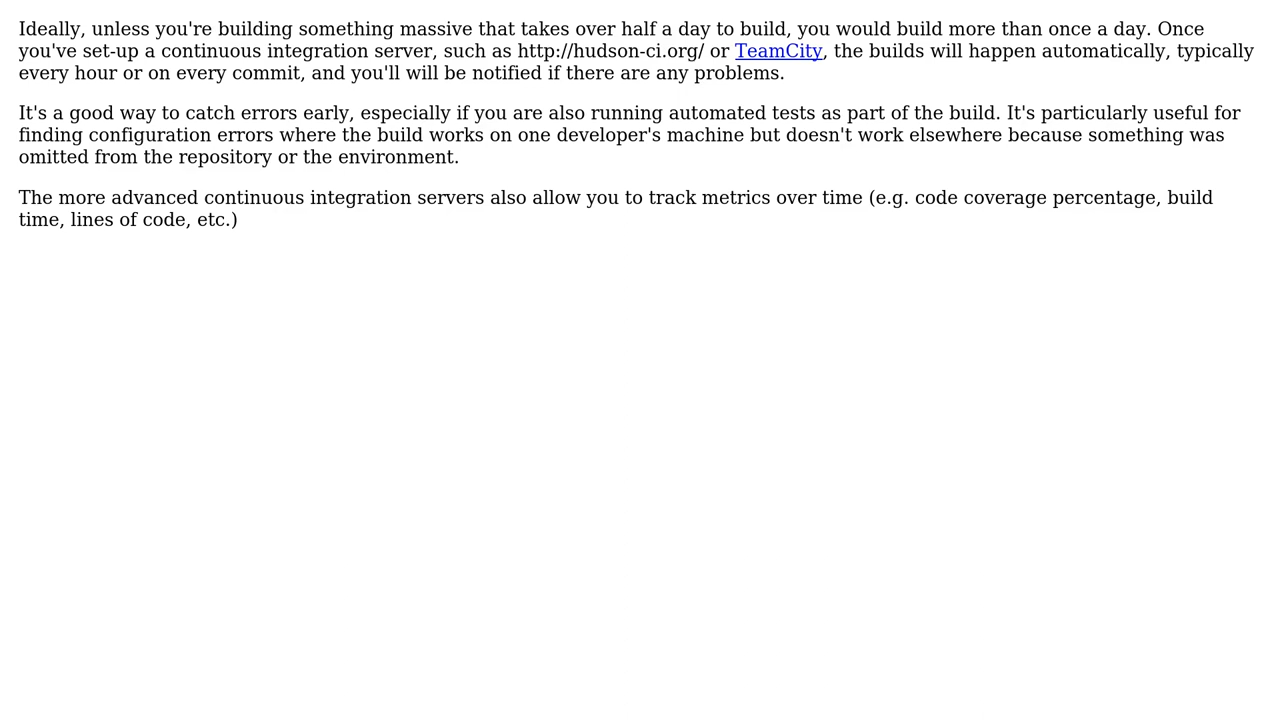 Ideally, unless you're building something massive that takes over half a day to build, you would build more than once a day. Once
you've set-up a continuous integration server, such as http://hudson-ci.org/ or TeamCity, the builds will happen automatically, typically
every hour or on every commit, and you'll will be notified if there are any problems.
It's a good way to catch errors early, especially if you are also running automated tests as part of the build. It's particularly useful for
finding configuration errors where the build works on one developer's machine but doesn't work elsewhere because something was
omitted from the repository or the environment.
The more advanced continuous integration servers also allow you to track metrics over time (e.g. code coverage percentage, build
time, lines of code, etc.)